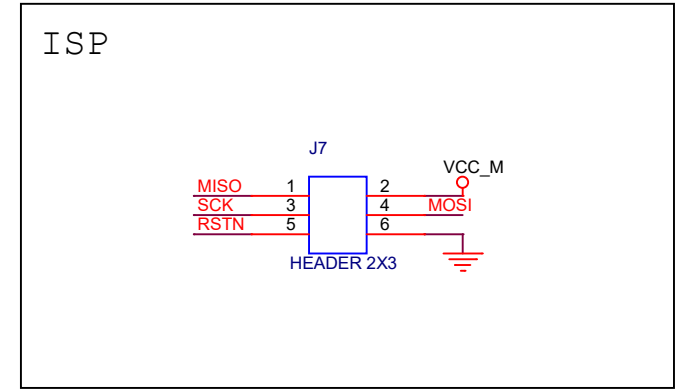 ISP
J7
VCC_M
MISO 1 2
SCK 3 4 MOSI
RSTN 5 6
HEADER 2X3